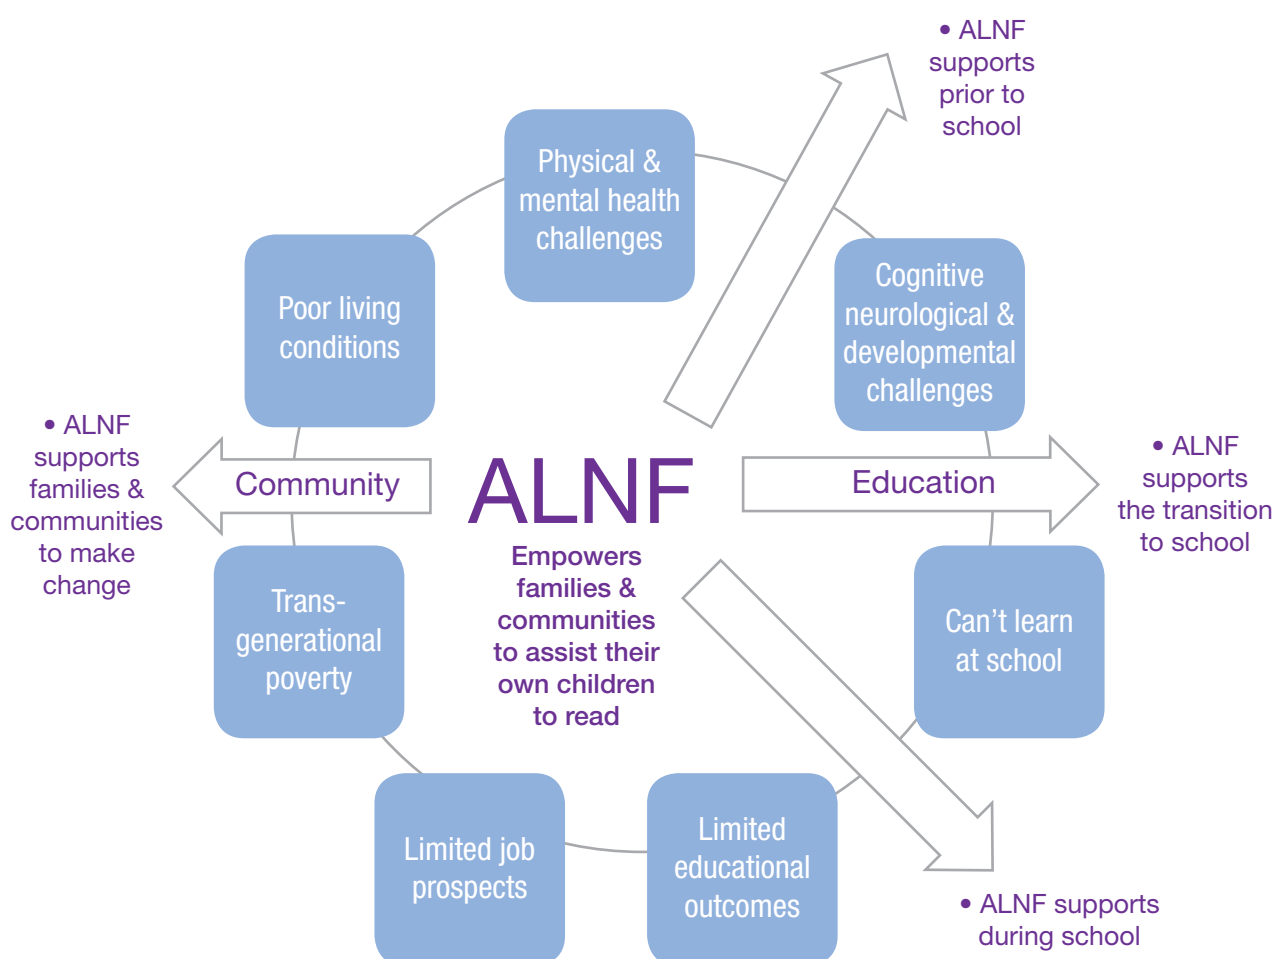 • ALNF
supports
prior to
school
Physical &
mental health
challenges
Cognitive
neurological &
developmental
challenges
Poor living
conditions
• ALNF
supports
families &
communities
to make
change
Community
ALNF
Empowers
families &
communities
to assist their
own children
to read
Education
• ALNF
supports
the transition
to school
Trans-
generational
poverty
Can’t learn
at school
Limited job
prospects
Limited
educational
outcomes
• ALNF supports
during school